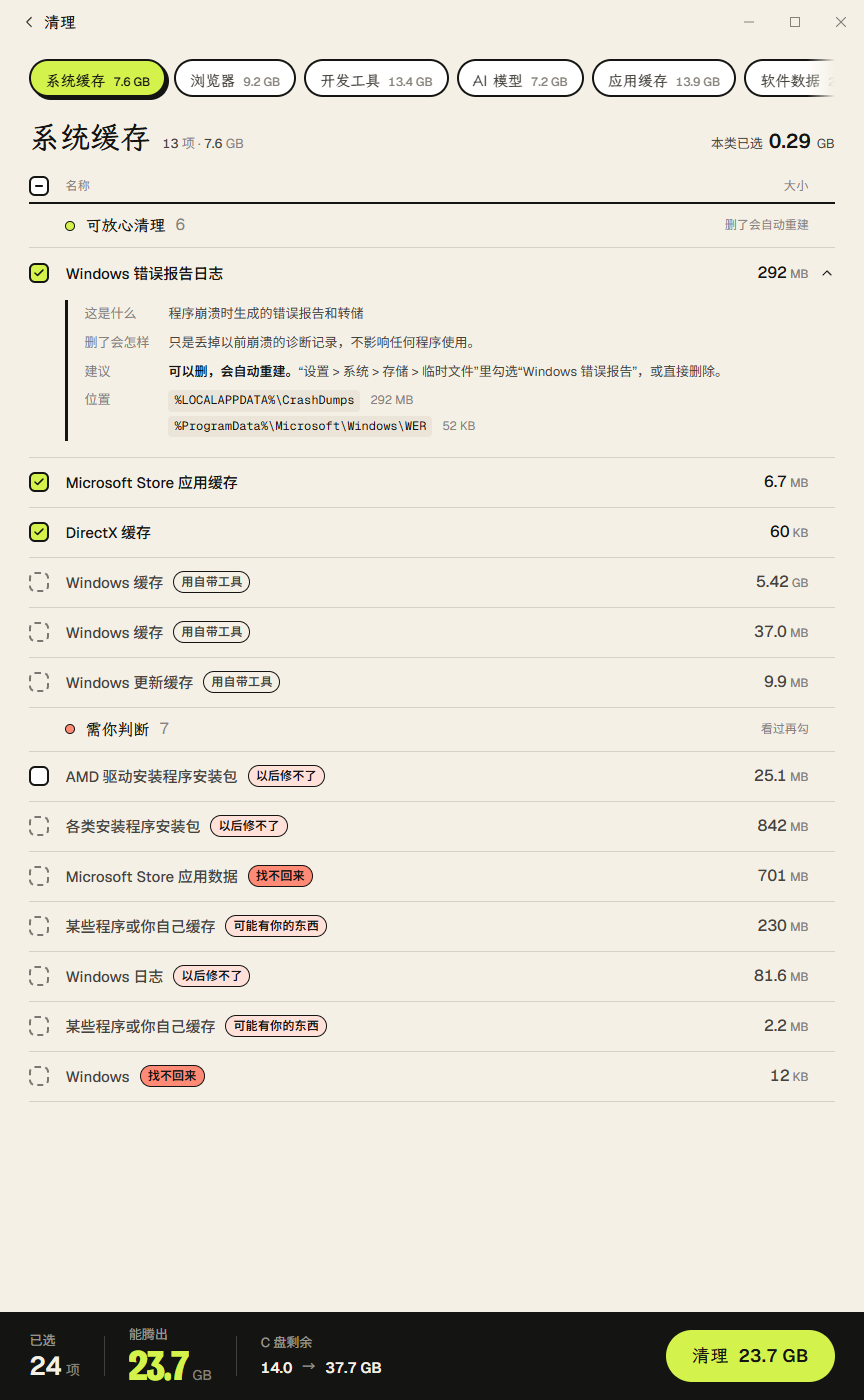 清理
系统缓存 7.6 GB 浏览器 9.2 GB 开发工具 13.4 GB AI 模型 7.2 GB 应用缓存 13.9 GB 软件数据
系统缓存 13 项 · 7.6 GB 本类已选 0.29 GB
名称 大小
可放心清理 6 删了会自动重建
Windows 错误报告日志 292 MB
这是什么 程序崩溃时生成的错误报告和转储
删了会怎样 只是丢掉以前崩溃的诊断记录，不影响任何程序使用。
建议 可以删，会自动重建。“设置 > 系统 > 存储 > 临时文件”里勾选“Windows 错误报告”，或直接删除。
位置 %LOCALAPPDATA%\CrashDumps 292 MB
%ProgramData%\Microsoft\Windows\WER 52 KB
Microsoft Store 应用缓存 6.7 MB
DirectX 缓存 60 KB
Windows 缓存 用自带工具 5.42 GB
Windows 缓存 用自带工具 37.0 MB
Windows 更新缓存 用自带工具 9.9 MB
需你判断 7 看过再勾
AMD 驱动安装程序安装包 以后修不了 25.1 MB
各类安装程序安装包 以后修不了 842 MB
Microsoft Store 应用数据 找不回来 701 MB
某些程序或你自己缓存 可能有你的东西 230 MB
Windows 日志 以后修不了 81.6 MB
某些程序或你自己缓存 可能有你的东西 2.2 MB
Windows 找不回来 12 KB
已选 能腾出 C 盘剩余
24 项 23.7 GB 14.0 → 37.7 GB 清理 23.7 GB